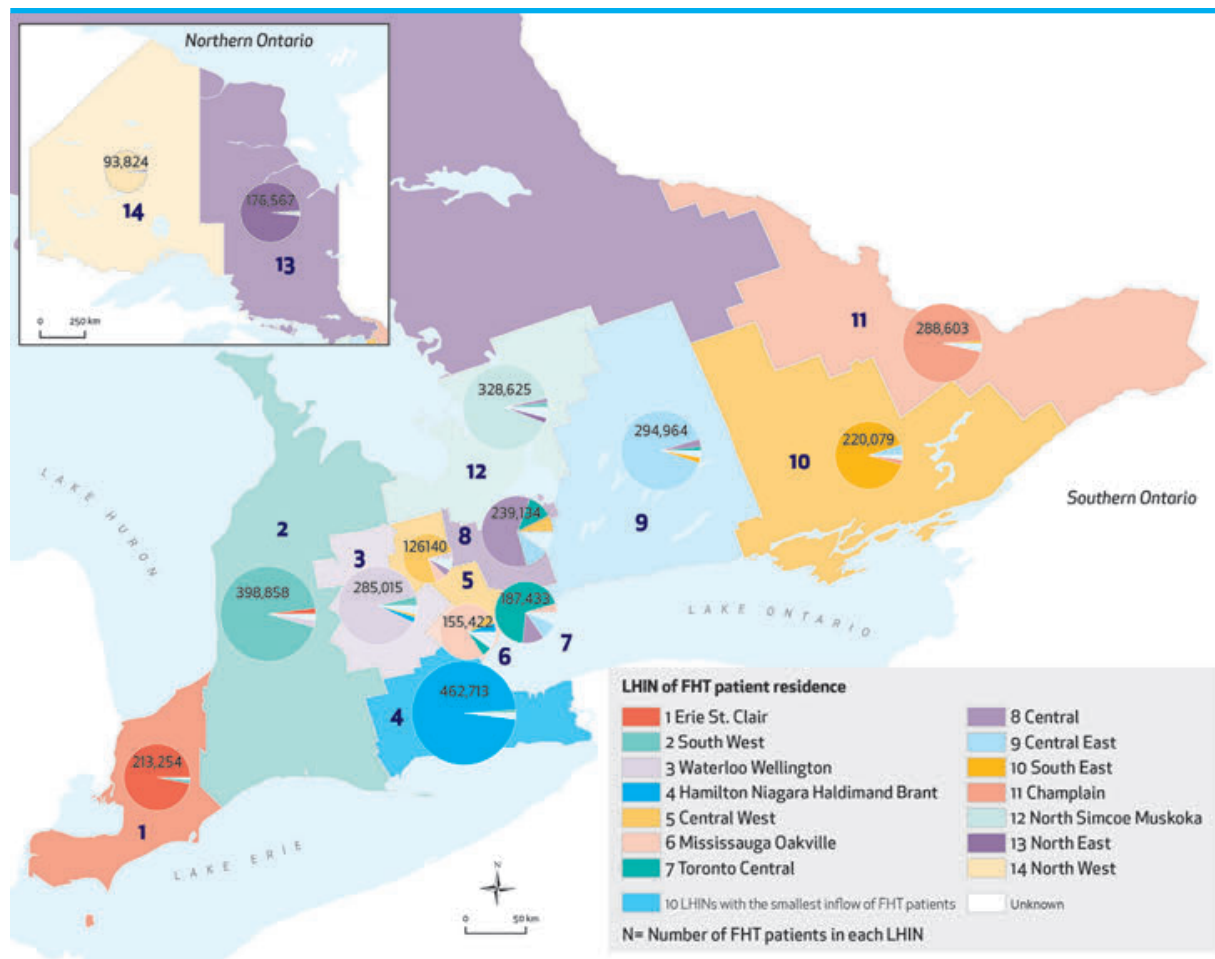 Northern Ontario
93,824
14
176,567
13
0 250 km
11
288,603
328,625
12
294,964
9
220,079
10
Southern Ontario
LAKE HURON
2
398,858
3
285,015
126140
8
239,134
5
187,433
7
155,422
6
LAKE ONTARIO
4
462,713
213,254
1
LAKE ERIE
N
0 50 km
LHIN of FHT patient residence
1 Erie St. Clair
2 South West
3 Waterloo Wellington
4 Hamilton Niagara Haldimand Brant
5 Central West
6 Mississauga Oakville
7 Toronto Central
10 LHINs with the smallest inflow of FHT patients
8 Central
9 Central East
10 South East
11 Champlain
12 North Simcoe Muskoka
13 North East
14 North West
Unknown
N= Number of FHT patients in each LHIN